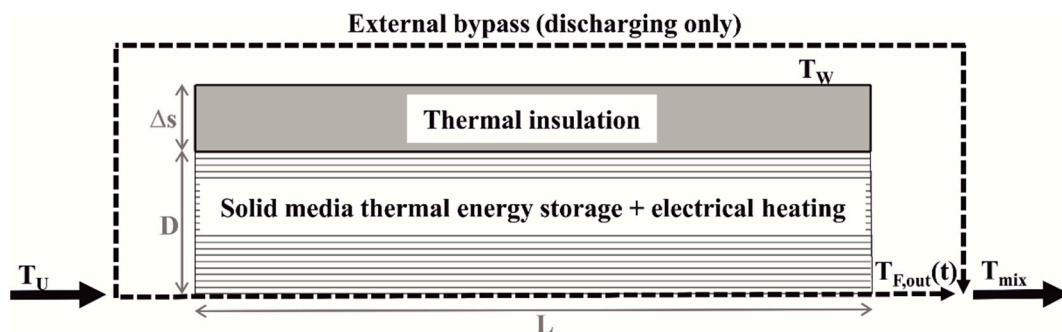 External bypass (discharging only)
T_W
Δs
Thermal insulation
D
Solid media thermal energy storage + electrical heating
T_U
T_F,out(t)
T_mix
L